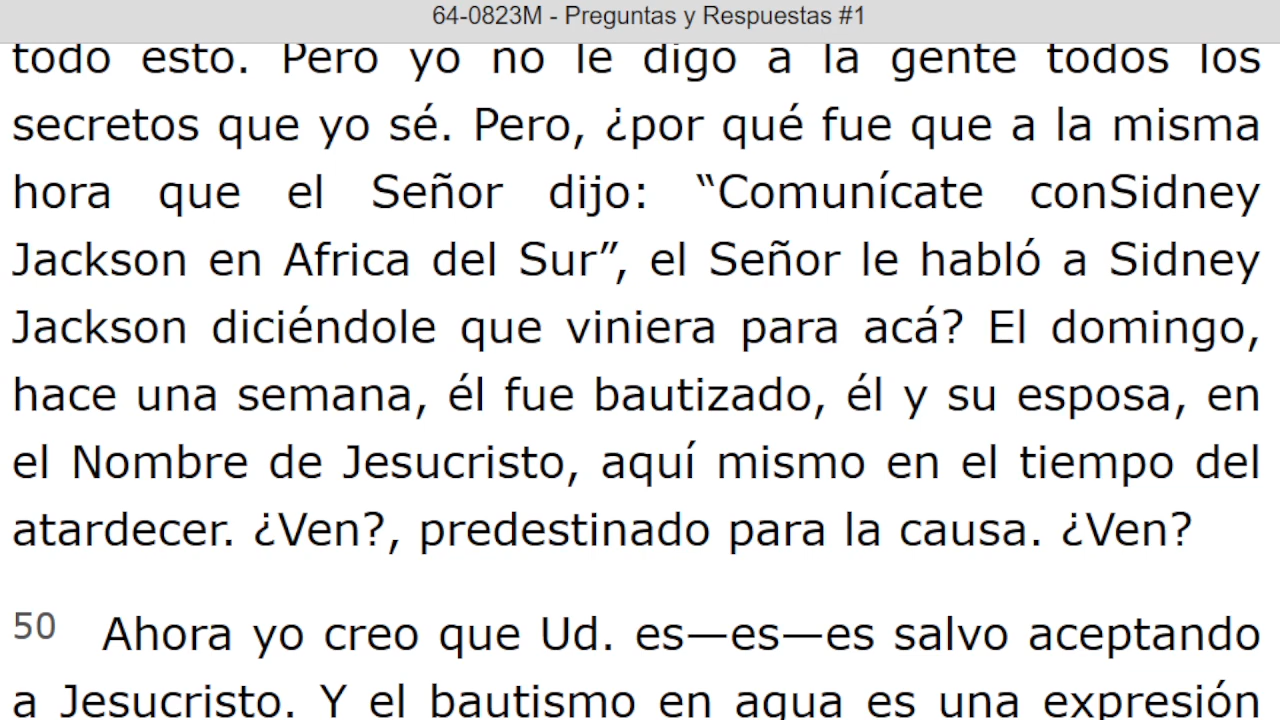 64-0823M - Preguntas y Respuestas #1
todo esto. Pero yo no le digo a la gente todos los
secretos que yo sé. Pero, ¿por qué fue que a la misma
hora que el Señor dijo: “Comunícate conSidney
Jackson en Africa del Sur”, el Señor le habló a Sidney
Jackson diciéndole que viniera para acá? El domingo,
hace una semana, él fue bautizado, él y su esposa, en
el Nombre de Jesucristo, aquí mismo en el tiempo del
atardecer. ¿Ven?, predestinado para la causa. ¿Ven?
50 Ahora yo creo que Ud. es—es—es salvo aceptando
a Jesucristo. Y el bautismo en agua es una expresión